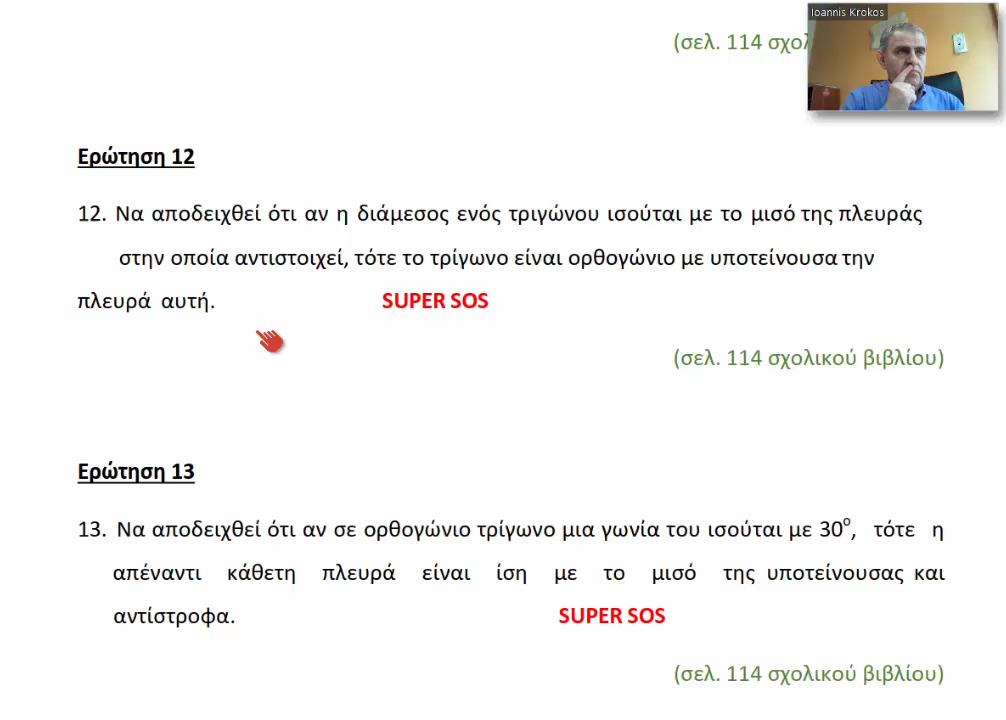 Ioannis Krokos
(σελ. 114 σχολ
Ερώτηση 12
12. Να αποδειχθεί ότι αν η διάμεσος ενός τριγώνου ισούται με το μισό της πλευράς
στην οποία αντιστοιχεί, τότε το τρίγωνο είναι ορθογώνιο με υποτείνουσα την
πλευρά αυτή. SUPER SOS
(σελ. 114 σχολικού βιβλίου)
Ερώτηση 13
13. Να αποδειχθεί ότι αν σε ορθογώνιο τρίγωνο μια γωνία του ισούται με 30°, τότε η
απέναντι κάθετη πλευρά είναι ίση με το μισό της υποτείνουσας και
αντίστροφα. SUPER SOS
(σελ. 114 σχολικού βιβλίου)